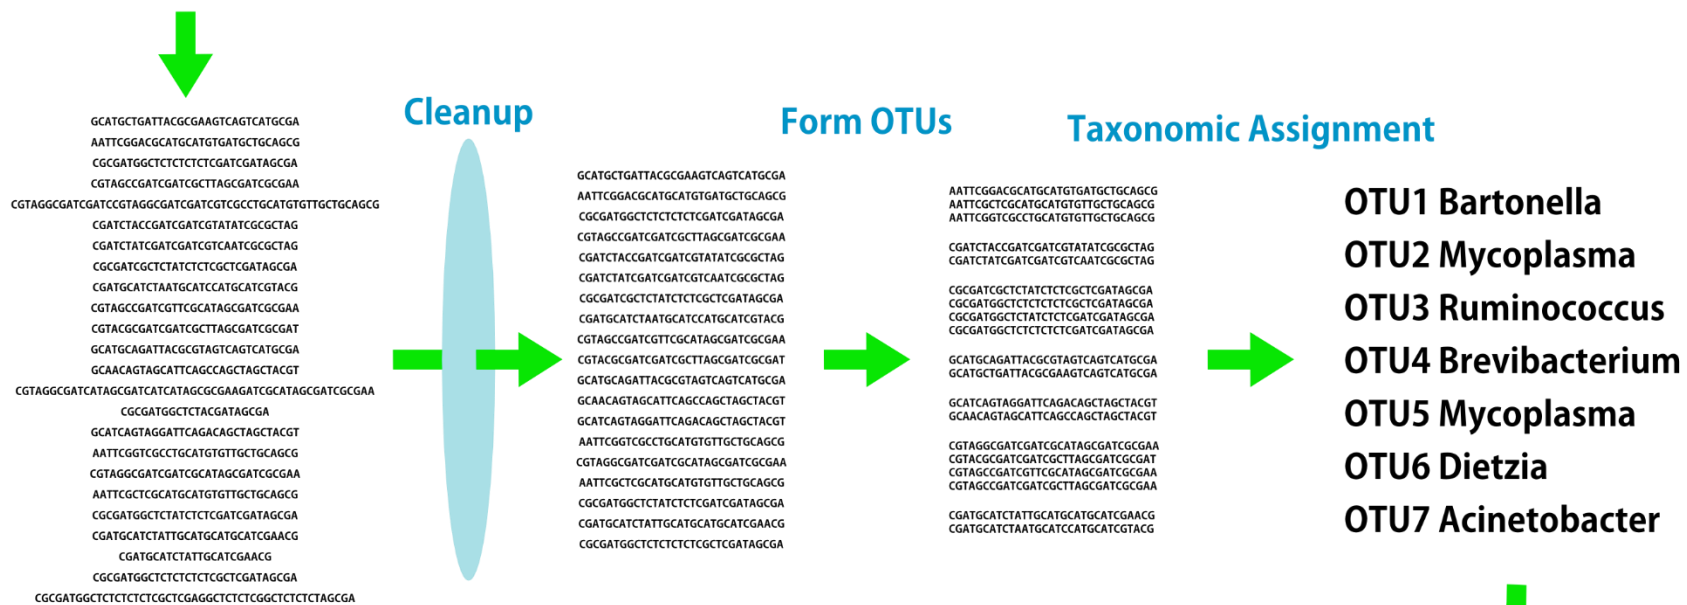 GCATGCTGATTACGCGAAGTCAGTCATGCGA
AATTCGGACGCATGCATGTGATGCTGCAGCG
CGCGATGGCTCTCTCTCTCGATCGATAGCGA
CGTAGCCGATCGATCGCTTAGCGATCGCGAA
CGTAGGCGATCGATCCGTAGGCGATCGATCGTCGCCTGCATGTGTTGCTGCAGCG
CGATCTACCGATCGATCGTATATCGCGCTAG
CGATCTATCGATCGATCGTCAATCGCGCTAG
CGCGATCGCTCTATCTCTCGCTCGATAGCGA
CGATGCATCTAATGCATCCATGCATCGTACG
CGTAGCCGATCGTTCGCATAGCGATCGCGAA
CGTACGCGATCGATCGCTTAGCGATCGCGAT
GCATGCAGATTACGCGTAGTCAGTCATGCGA
GCAACAGTAGCATTCAGCCAGCTAGCTACGT
CGTAGGCGATCATAGCGATCATCATAGCGCGAAGATCGCATAGCGATCGCGAA
CGCGATGGCTCTACGATAGCGA
GCATCAGTAGGATTCAGACAGCTAGCTACGT
AATTCGGTCGCCTGCATGTGTTGCTGCAGCG
CGTAGGCGATCGATCGCATAGCGATCGCGAA
AATTCGCTCGCATGCATGTGTTGCTGCAGCG
CGCGATGGCTCTATCTCTCGATCGATAGCGA
CGATGCATCTATTGCATGCATGCATCGAACG
CGATGCATCTATTGCATCGAACG
CGCGATGGCTCTCTCTCTCGCTCGATAGCGA
CGCGATGGCTCTCTCTCTCGCTCGAGGCTCTCTCGGCTCTCTCTAGCGA
Cleanup
GCATGCTGATTACGCGAAGTCAGTCATGCGA
AATTCGGACGCATGCATGTGATGCTGCAGCG
CGCGATGGCTCTCTCTCTCGATCGATAGCGA
CGTAGCCGATCGATCGCTTAGCGATCGCGAA
CGATCTACCGATCGATCGTATATCGCGCTAG
CGATCTATCGATCGATCGTCAATCGCGCTAG
CGCGATCGCTCTATCTCTCGCTCGATAGCGA
CGATGCATCTAATGCATCCATGCATCGTACG
CGTAGCCGATCGTTCGCATAGCGATCGCGAA
CGTACGCGATCGATCGCTTAGCGATCGCGAT
GCATGCAGATTACGCGTAGTCAGTCATGCGA
GCAACAGTAGCATTCAGCCAGCTAGCTACGT
GCATCAGTAGGATTCAGACAGCTAGCTACGT
AATTCGGTCGCCTGCATGTGTTGCTGCAGCG
CGTAGGCGATCGATCGCATAGCGATCGCGAA
AATTCGCTCGCATGCATGTGTTGCTGCAGCG
CGCGATGGCTCTATCTCTCGATCGATAGCGA
CGATGCATCTATTGCATGCATGCATCGAACG
CGCGATGGCTCTCTCTCTCGCTCGATAGCGA
Form OTUs
AATTCGGACGCATGCATGTGATGCTGCAGCG
AATTCGCTCGCATGCATGTGTTGCTGCAGCG
AATTCGGTCGCCTGCATGTGTTGCTGCAGCG
CGATCTACCGATCGATCGTATATCGCGCTAG
CGATCTATCGATCGATCGTCAATCGCGCTAG
CGCGATCGCTCTATCTCTCGCTCGATAGCGA
CGCGATGGCTCTCTCTCTCGCTCGATAGCGA
CGCGATGGCTCTATCTCTCGATCGATAGCGA
CGCGATGGCTCTCTCTCTCGATCGATAGCGA
GCATGCAGATTACGCGTAGTCAGTCATGCGA
GCATGCTGATTACGCGAAGTCAGTCATGCGA
GCATCAGTAGGATTCAGACAGCTAGCTACGT
GCAACAGTAGCATTCAGCCAGCTAGCTACGT
CGTAGGCGATCGATCGCATAGCGATCGCGAA
CGTACGCGATCGATCGCTTAGCGATCGCGAT
CGTAGCCGATCGTTCGCATAGCGATCGCGAA
CGTAGCCGATCGATCGCTTAGCGATCGCGAA
CGATGCATCTATTGCATGCATGCATCGAACG
CGATGCATCTAATGCATCCATGCATCGTACG
Taxonomic Assignment
OTU1 Bartonella
OTU2 Mycoplasma
OTU3 Ruminococcus
OTU4 Brevibacterium
OTU5 Mycoplasma
OTU6 Dietzia
OTU7 Acinetobacter